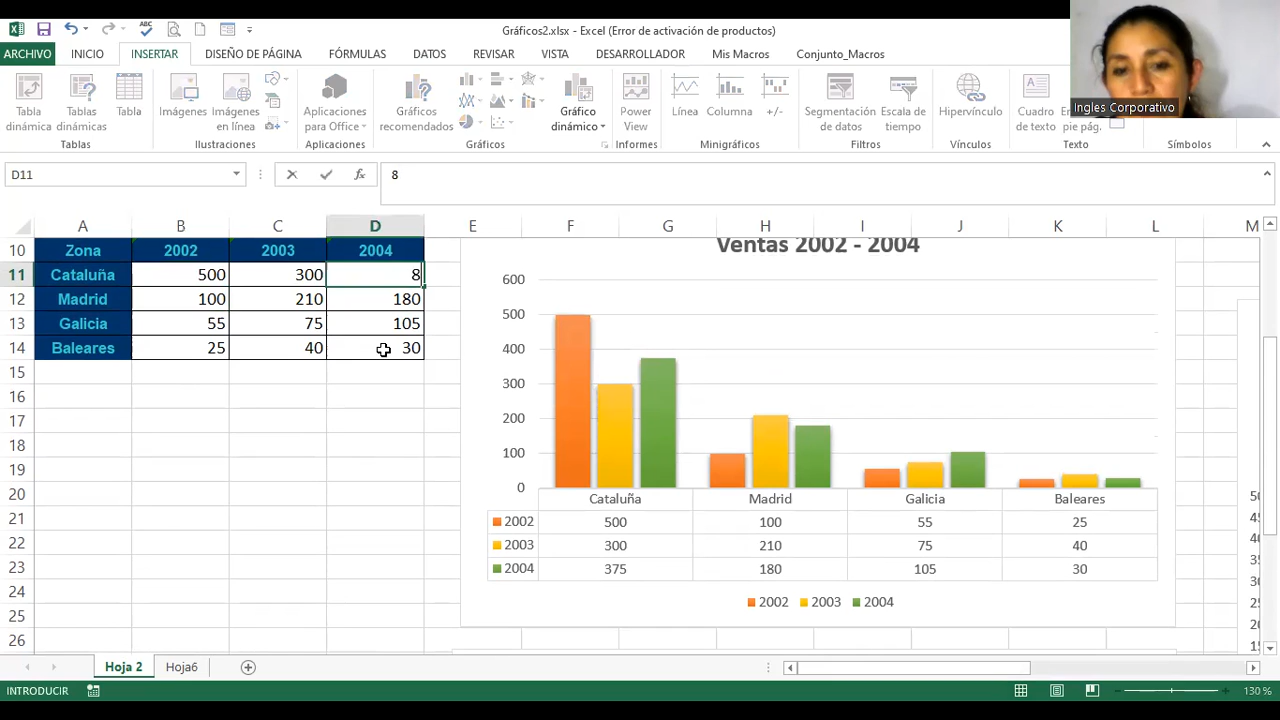 Gráficos2.xlsx - Excel (Error de activación de productos)
Ingles Corporativo
ARCHIVO INICIO INSERTAR DISEÑO DE PÁGINA FÓRMULAS DATOS REVISAR VISTA DESARROLLADOR Mis Macros Conjunto_Macros
Tabla dinámica
Tablas dinámicas
Tabla
Imágenes
Imágenes en línea
Aplicaciones para Office
Gráficos recomendados
Gráfico dinámico
Power View
Línea
Columna
+/-
Segmentación de datos
Escala de tiempo
Hipervínculo
Cuadro de texto
pie pág.
Tablas Ilustraciones Aplicaciones Gráficos Informes Minigráficos Filtros Vínculos Texto Símbolos
D11 fx 8
A B C D E F G H I J K L M
10 Zona 2002 2003 2004
11 Cataluña 500 300 8
12 Madrid 100 210 180
13 Galicia 55 75 105
14 Baleares 25 40 30
15
16
17
18
19
20
21
22
23
24
25
26
Ventas 2002 - 2004
600
500
400
300
200
100
0
Cataluña Madrid Galicia Baleares
2002 500 100 55 25
2003 300 210 75 40
2004 375 180 105 30
2002 2003 2004
Hoja 2 Hoja6
INTRODUCIR
130 %